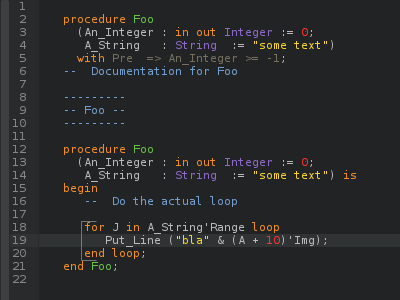 1
2 procedure Foo
3 (An_Integer : in out Integer := 0;
4 A_String : String := "some text")
5 with Pre => An_Integer >= -1;
6 -- Documentation for Foo
7
8 ---------
9 -- Foo --
10 ---------
11
12 procedure Foo
13 (An_Integer : in out Integer := 0;
14 A_String : String := "some text") is
15 begin
16 -- Do the actual loop
17
18 for J in A_String'Range loop
19 Put_Line ("bla" & (A + 10)'Img);
20 end loop;
21 end Foo;
22